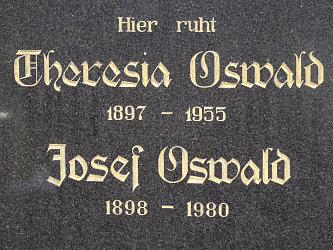 Hier ruht
Theresia Oswald
1897 - 1955
Josef Oswald
1898 - 1980